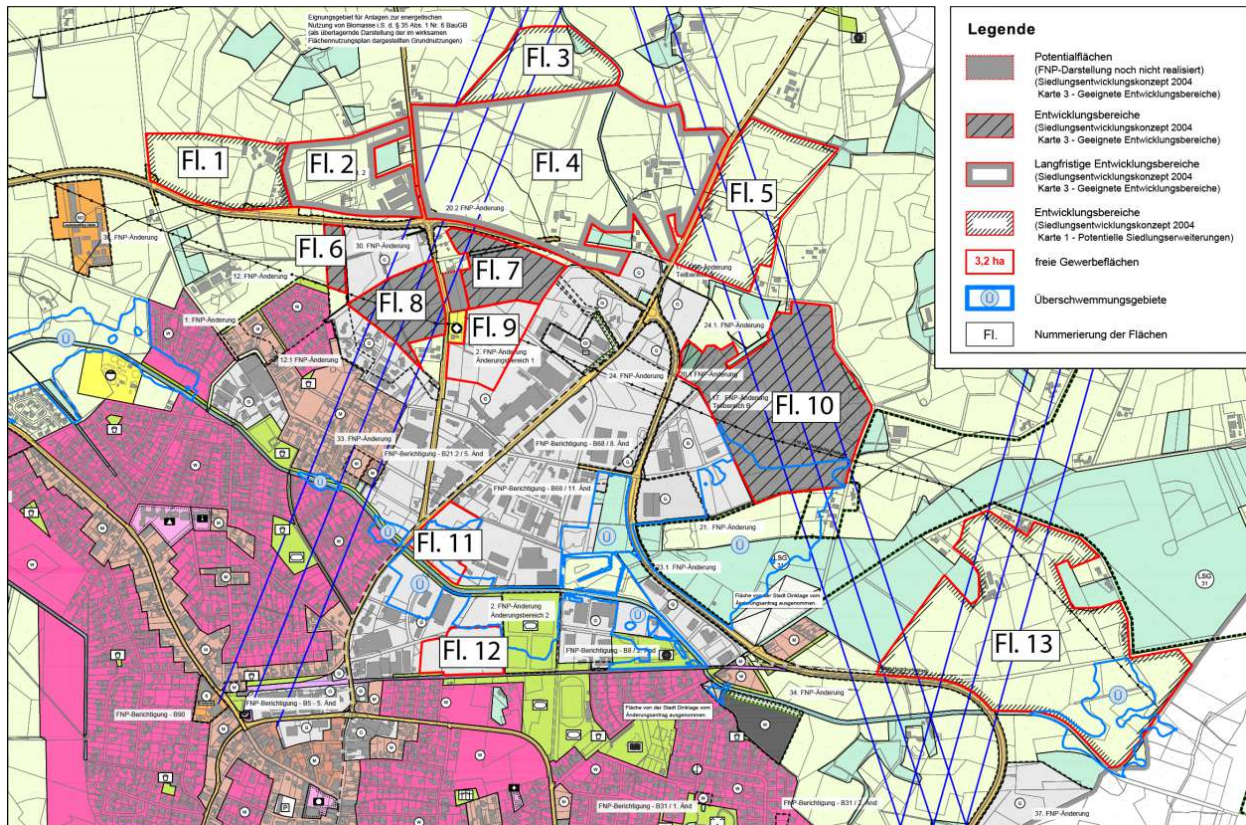 Eignungsgebiet für Anlagen zur energetischen
Nutzung von Biomasse i.S. d. § 35 Abs. 1 Nr. 6 BauGB
(als überlagernde Darstellung der im wirksamen
Flächennutzungsplan dargestellten Grundnutzungen)
Fl. 3
Fl. 1
Fl. 2
Fl. 4
Fl. 5
20.2 FNP-Änderung
36. FNP-Änderung
Fl. 6
30. FNP-Änderung
12. FNP-Änderung
Fl. 7
Fl. 8
Fl. 9
1. FNP-Änderung
12.1 FNP-Änderung
2. FNP-Änderung
Änderungsbereich 1
24. FNP-Änderung
24.1. FNP-Änderung
17. FNP-Änderung
Teilbereich B
Fl. 10
33. FNP-Änderung
FNP-Berichtigung - B21.2 / 5. Änd
FNP-Berichtigung - B68 / 8. Änd
FNP-Berichtigung - B68 / 11. Änd
21. FNP-Änderung
23.1. FNP-Änderung
Fl. 11
LSG
31
Fläche von der Stadt Dinklage vom
Änderungsantrag ausgenommen.
2. FNP-Änderung
Änderungsbereich 2
Fl. 12
FNP-Berichtigung - B8 / 2. Änd
Fl. 13
34. FNP-Änderung
FNP-Berichtigung - B90
FNP-Berichtigung - B5 - 5. Änd
Fläche von der Stadt Dinklage vom
Änderungsantrag ausgenommen.
FNP-Berichtigung - B31 / 1. Änd
FNP-Berichtigung - B31 / 2. Änd
37. FNP-Änderung
Legende
Potentialflächen
(FNP-Darstellung noch nicht realisiert)
(Siedlungsentwicklungskonzept 2004
Karte 3 - Geeignete Entwicklungsbereiche)
Entwicklungsbereiche
(Siedlungsentwicklungskonzept 2004
Karte 3 - Geeignete Entwicklungsbereiche)
Langfristige Entwicklungsbereiche
(Siedlungsentwicklungskonzept 2004
Karte 3 - Geeignete Entwicklungsbereiche)
Entwicklungsbereiche
(Siedlungsentwicklungskonzept 2004
Karte 1 - Potentielle Siedlungserweiterungen)
3,2 ha freie Gewerbeflächen
Ü Überschwemmungsgebiete
Fl. Nummerierung der Flächen